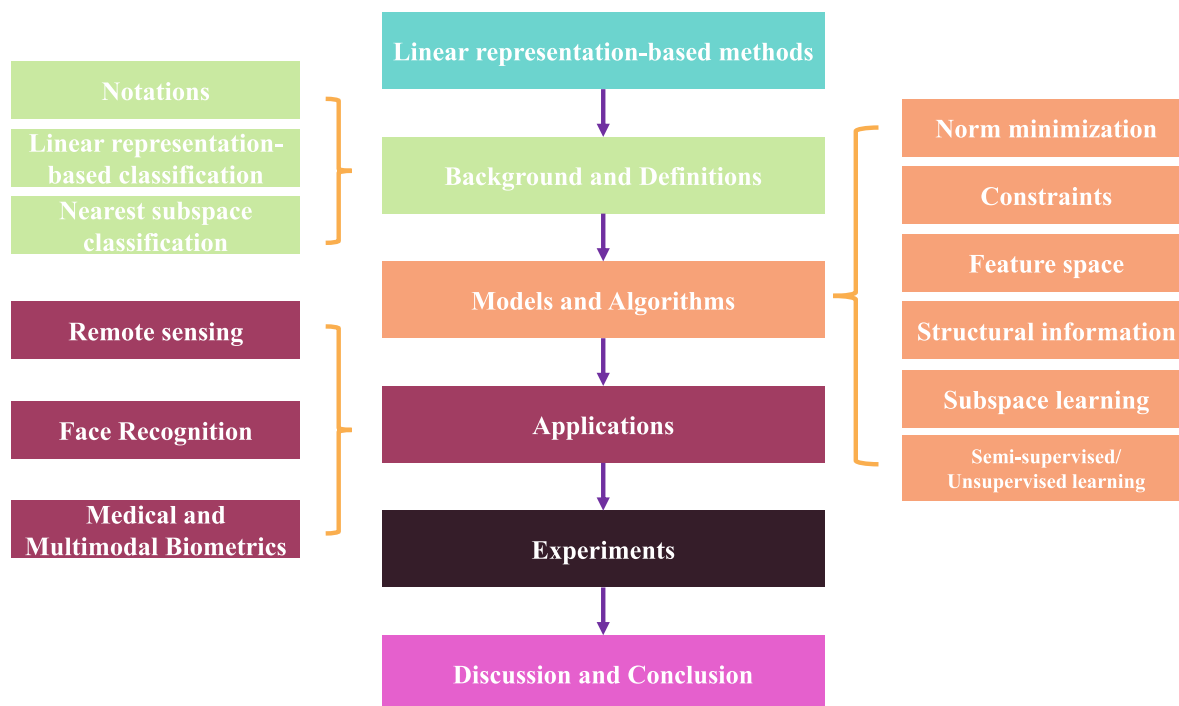 Linear representation-based methods
Notations
Linear representation-
based classification
Nearest subspace
classification
Background and Definitions
Norm minimization
Constraints
Feature space
Structural information
Subspace learning
Semi-supervised/
Unsupervised learning
Models and Algorithms
Remote sensing
Face Recognition
Medical and
Multimodal Biometrics
Applications
Experiments
Discussion and Conclusion